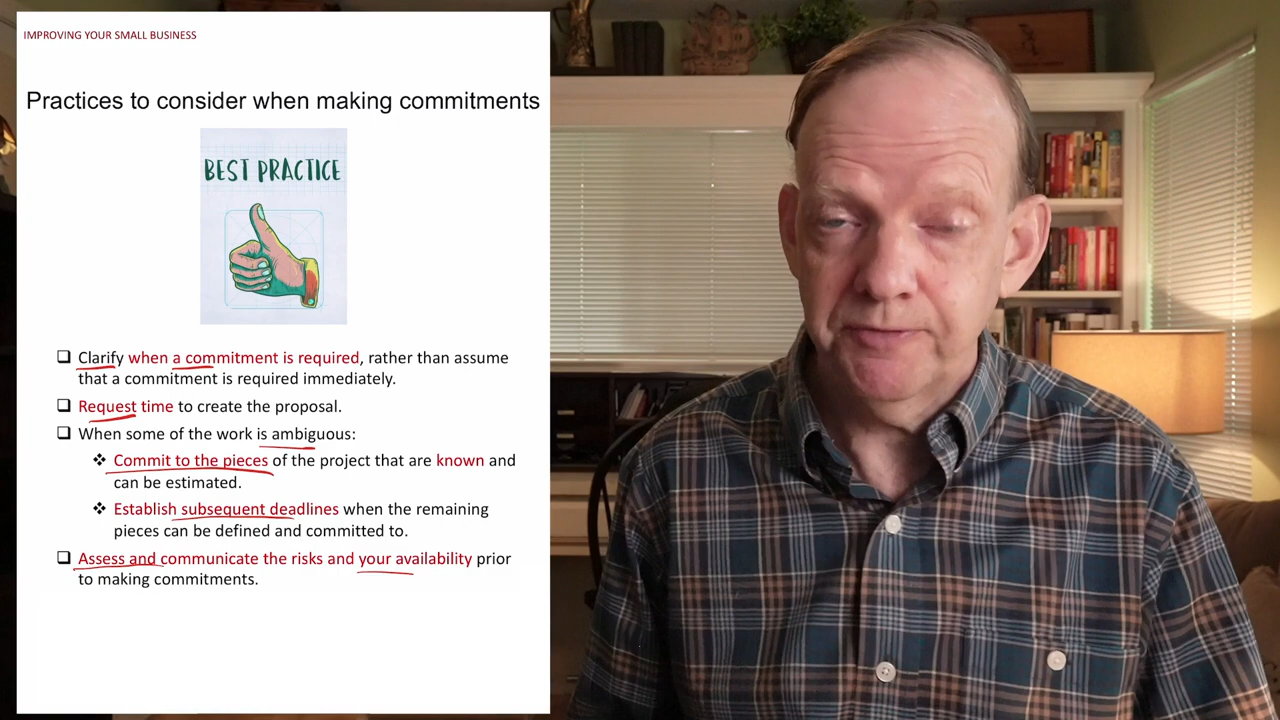 IMPROVING YOUR SMALL BUSINESS
Practices to consider when making commitments
BEST PRACTICE
Clarify when a commitment is required, rather than assume
that a commitment is required immediately.
Request time to create the proposal.
When some of the work is ambiguous:
Commit to the pieces of the project that are known and
can be estimated.
Establish subsequent deadlines when the remaining
pieces can be defined and committed to.
Assess and communicate the risks and your availability prior
to making commitments.